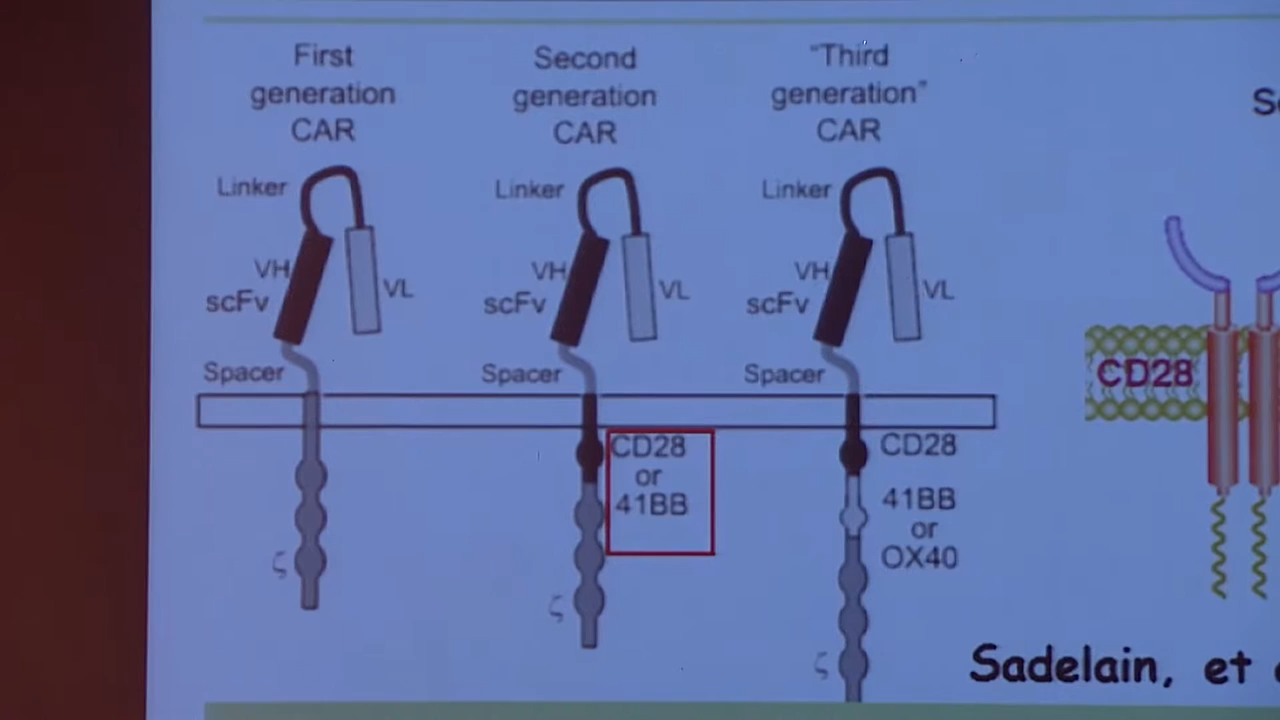 First
generation
CAR
Linker
VH
scFv
VL
Spacer
ζ
Second
generation
CAR
Linker
VH
scFv
VL
Spacer
CD28
or
41BB
ζ
"Third
generation"
CAR
Linker
VH
scFv
VL
Spacer
CD28
41BB
or
OX40
ζ
CD28
Sadelain, et